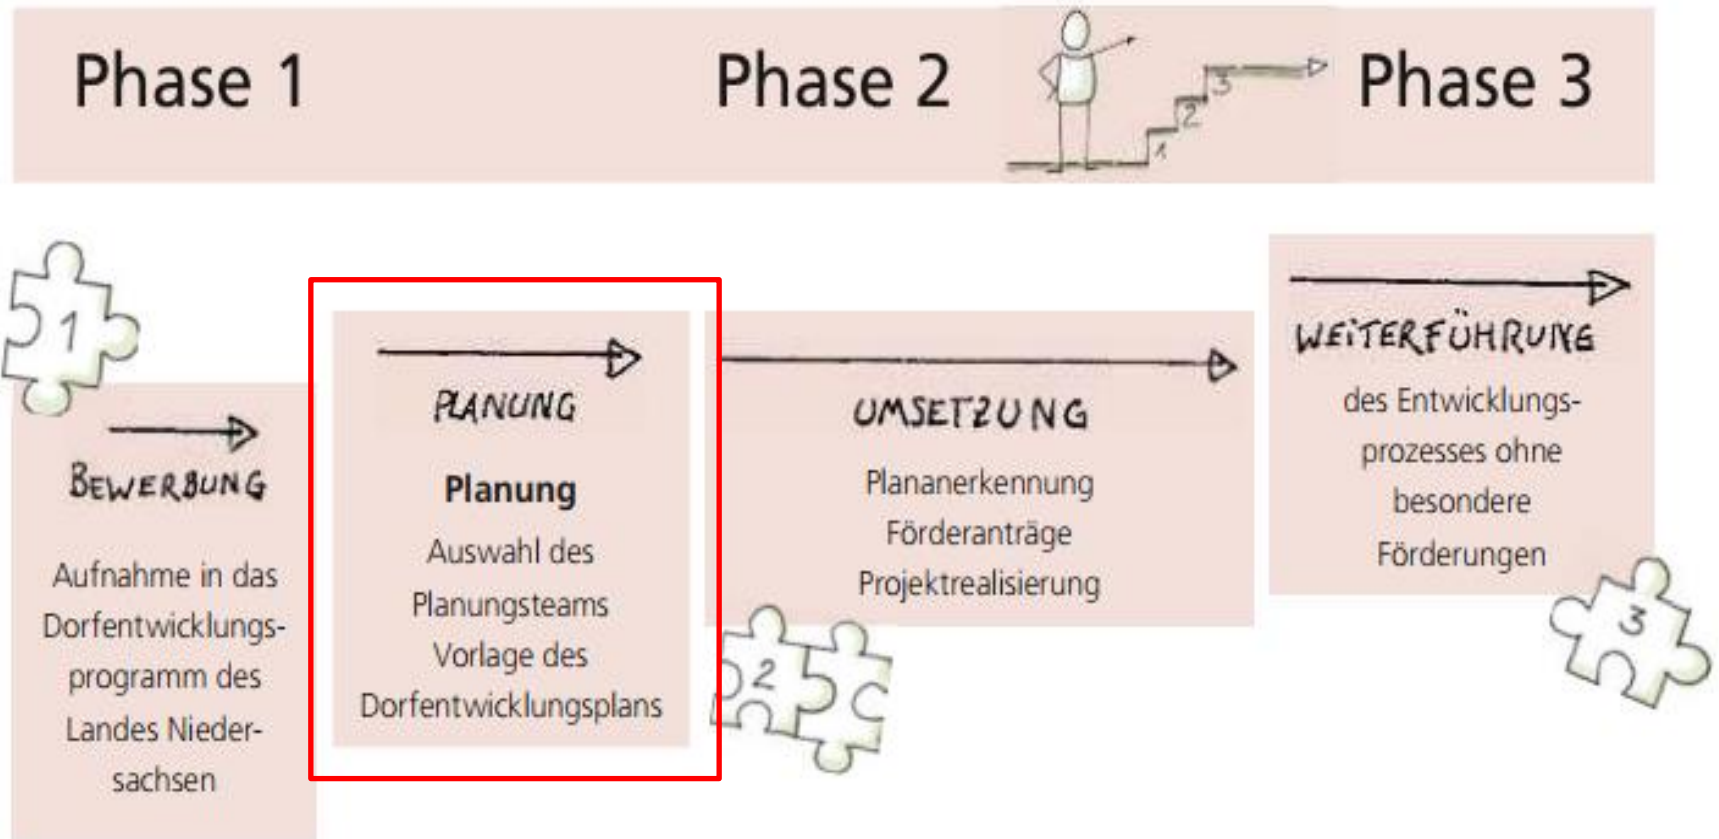 Phase 1
Phase 2
Phase 3
1
2
3
1
BEWERBUNG
Aufnahme in das
Dorfentwicklungs-
programm des
Landes Nieder-
sachsen
PLANUNG
Planung
Auswahl des
Planungsteams
Vorlage des
Dorfentwicklungsplans
UMSETZUNG
Plananerkennung
Förderanträge
Projektrealisierung
2
WEITERFÜHRUNG
des Entwicklungs-
prozesses ohne
besondere
Förderungen
3